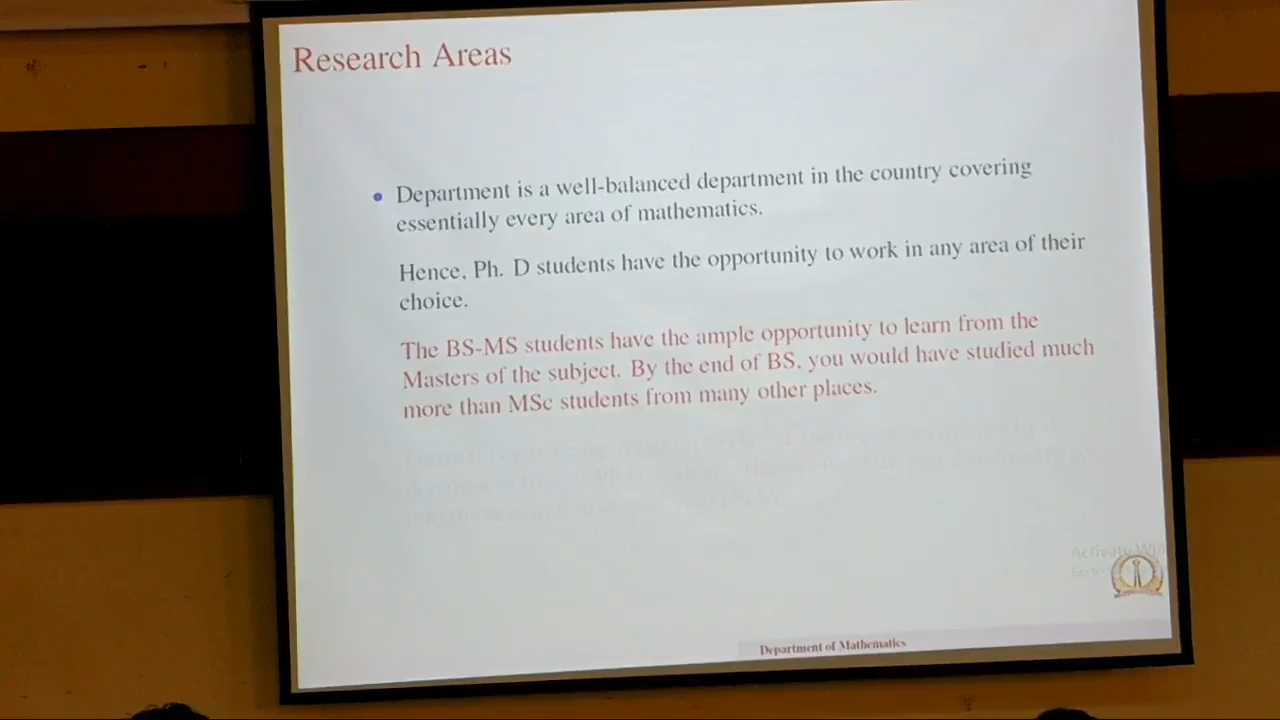 Research Areas
Department is a well-balanced department in the country covering
essentially every area of mathematics.
Hence, Ph. D students have the opportunity to work in any area of their
choice.
The BS-MS students have the ample opportunity to learn from the
Masters of the subject. By the end of BS, you would have studied much
more than MSc students from many other places.
Department of Mathematics